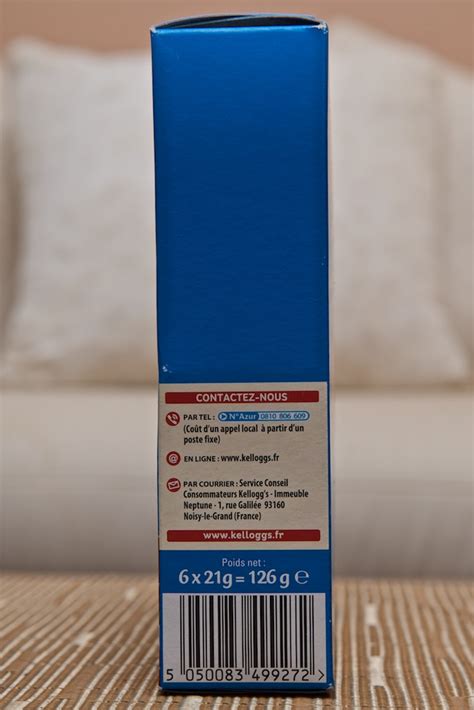 CONTACTEZ-NOUS
PAR TEL : N°Azur 0810 806 609
(Coût d'un appel local à partir d'un
poste fixe)
@ EN LIGNE : www.kelloggs.fr
PAR COURRIER : Service Conseil
Consommateurs Kellogg's - Immeuble
Neptune - 1, rue Galilée 93160
Noisy-le-Grand (France)
www.kelloggs.fr
Poids net :
6 x 21g = 126 g ℮
5 050083 499272 >